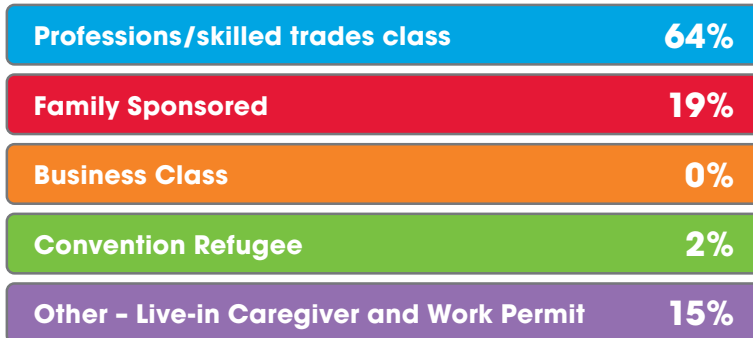 Professions/skilled trades class 64%
Family Sponsored 19%
Business Class 0%
Convention Refugee 2%
Other – Live-in Caregiver and Work Permit 15%